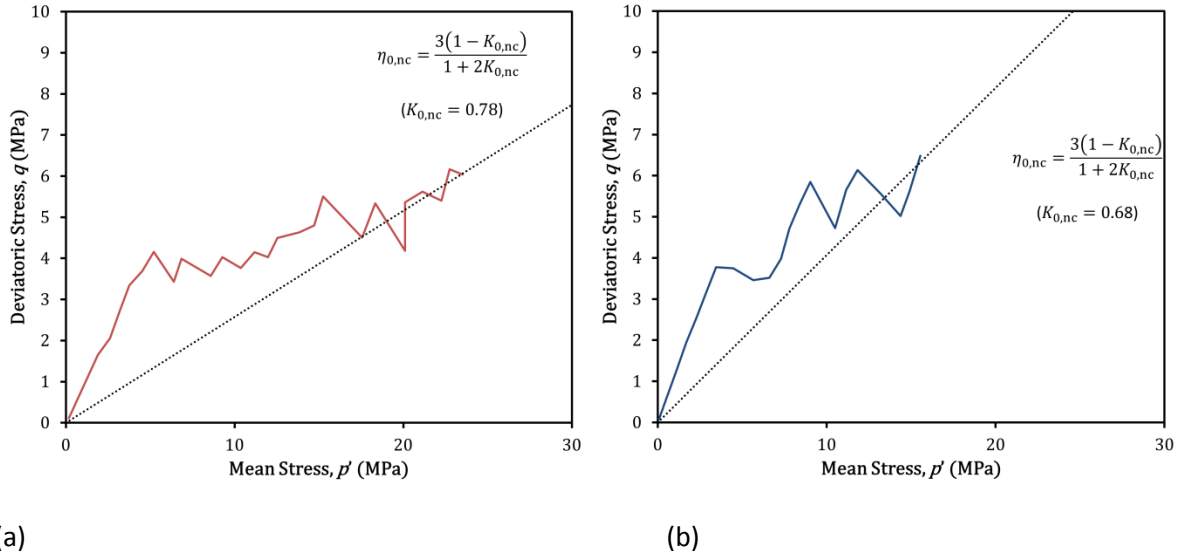 10
9
8
7
6
5
4
3
2
1
0
Deviatoric Stress, q (MPa)
η0,nc = 3(1 − K0,nc) / 1 + 2K0,nc
(K0,nc = 0.78)
0 10 20 30
Mean Stress, p' (MPa)
(a)
10
9
8
7
6
5
4
3
2
1
0
Deviatoric Stress, q (MPa)
η0,nc = 3(1 − K0,nc) / 1 + 2K0,nc
(K0,nc = 0.68)
0 10 20 30
Mean Stress, p' (MPa)
(b)